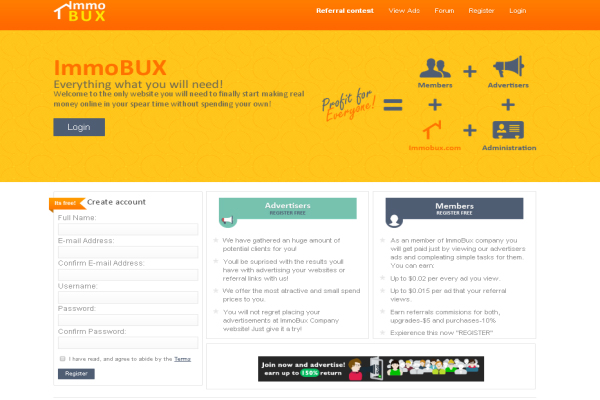 Immo
BUX
Referral contest
View Ads
Forum
Register
Login
ImmoBUX
Everything what you will need!
Welcome to the only website you will need to finally start making real
money online in your spear time without spending your own!
Login
Profit for
Everyone!
Members
Advertisers
Immobux.com
Administration
Its free!
Create account
Full Name:
E-mail Address:
Confirm E-mail Address:
Username:
Password:
Confirm Password:
I have read, and agree to abide by the Terms
Register
Advertisers
REGISTER FREE
We have gathered an huge amount of
potential clients for you!
Youll be suprised with the results youll
have with advertising your websites or
referral links with us!
We offer the most atractive and small spend
prices to you.
You will not regret placing your
advertisements at ImmoBux Company
website! Just give it a try!
Members
REGISTER FREE
As an member of ImmoBux company you
will get paid just by viewing our advertisers
ads and compleating simple tasks for them.
You can earn:
Up to $0.02 per every ad you view.
Up to $0.015 per ad that your referral
views.
Earn referrals commisions for both,
upgrades-$5 and purchases-10%
Expierence this now "REGISTER"
Join now and advertise!
earn up to 150% return